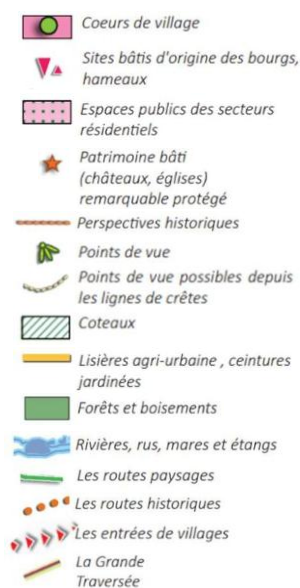 Coeurs de village
Sites bâtis d'origine des bourgs,
hameaux
Espaces publics des secteurs
résidentiels
Patrimoine bâti
(châteaux, églises)
remarquable protégé
Perspectives historiques
Points de vue
Points de vue possibles depuis
les lignes de crêtes
Coteaux
Lisières agri-urbaine , ceintures
jardinées
Forêts et boisements
Rivières, rus, mares et étangs
Les routes paysages
Les routes historiques
Les entrées de villages
La Grande
Traversée